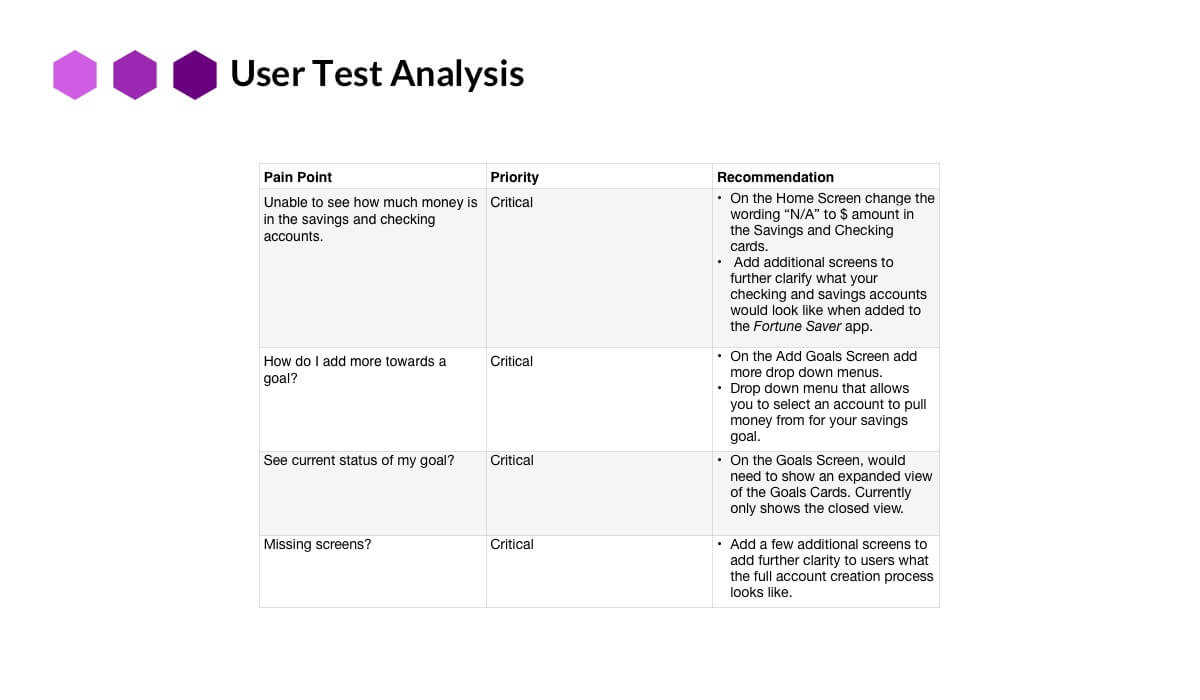 User Test Analysis
Pain Point Priority Recommendation
Unable to see how much money is
in the savings and checking
accounts.
Critical
• On the Home Screen change the
wording “N/A” to $ amount in
the Savings and Checking
cards.
• Add additional screens to
further clarify what your
checking and savings accounts
would look like when added to
the Fortune Saver app.
How do I add more towards a
goal?
Critical
• On the Add Goals Screen add
more drop down menus.
• Drop down menu that allows
you to select an account to pull
money from for your savings
goal.
See current status of my goal?
Critical
• On the Goals Screen, would
need to show an expanded view
of the Goals Cards. Currently
only shows the closed view.
Missing screens?
Critical
• Add a few additional screens to
add further clarity to users what
the full account creation process
looks like.